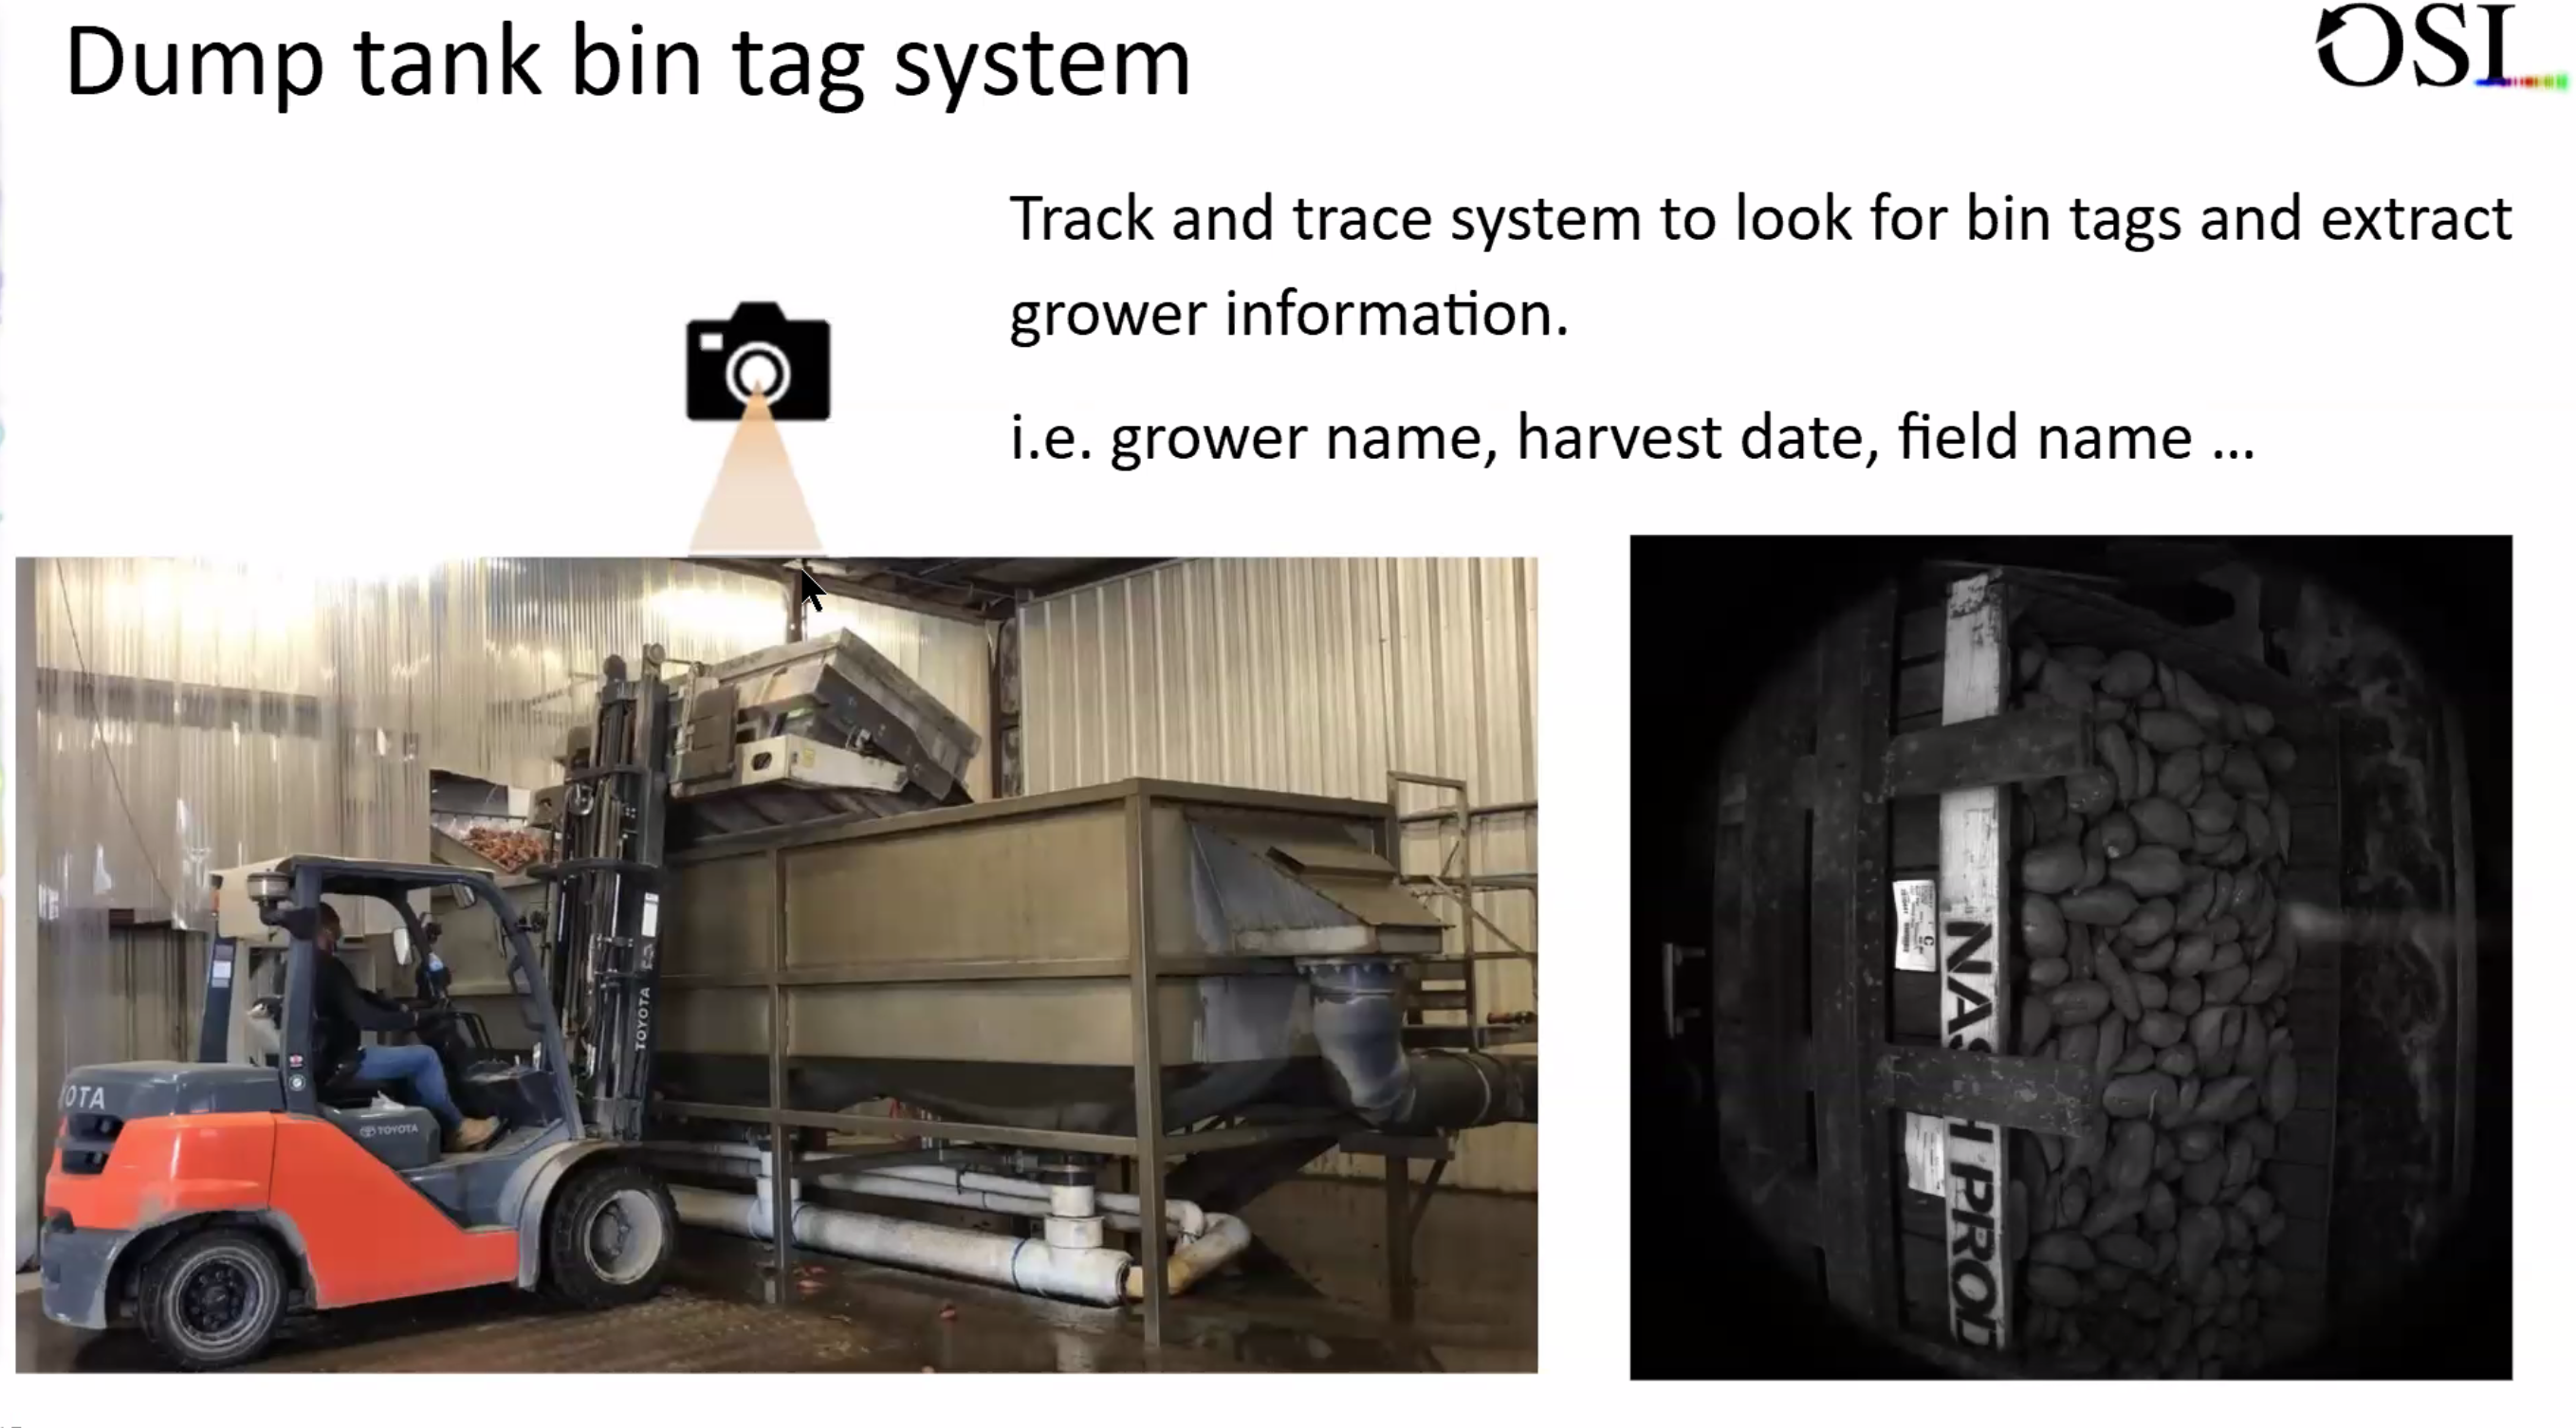 Dump tank bin tag system
OSI
Track and trace system to look for bin tags and extract
grower information.
i.e. grower name, harvest date, field name ...
TOYOTA
OTA
TOYOTA
NAS
H PROD
C